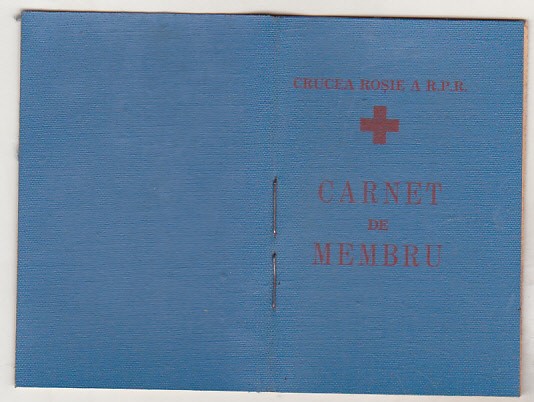 CRUCEA ROȘIE A R.P.R.
CARNET
DE
MEMBRU